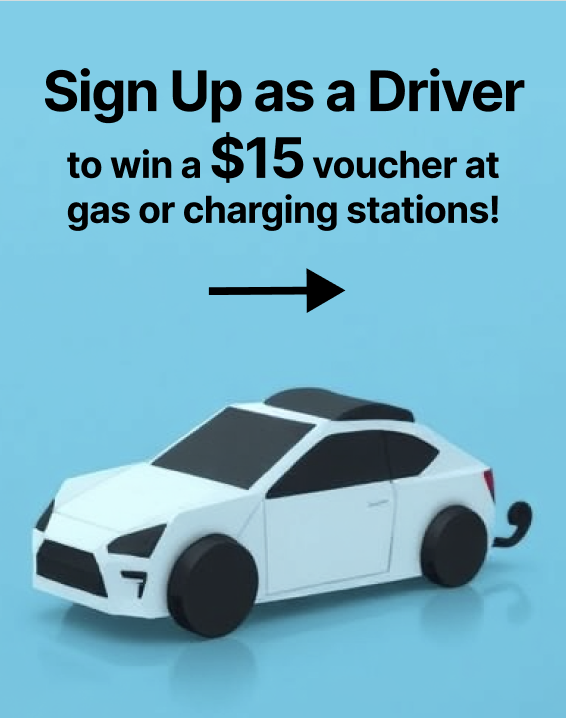 Sign Up as a Driver
to win a $15 voucher at
gas or charging stations!